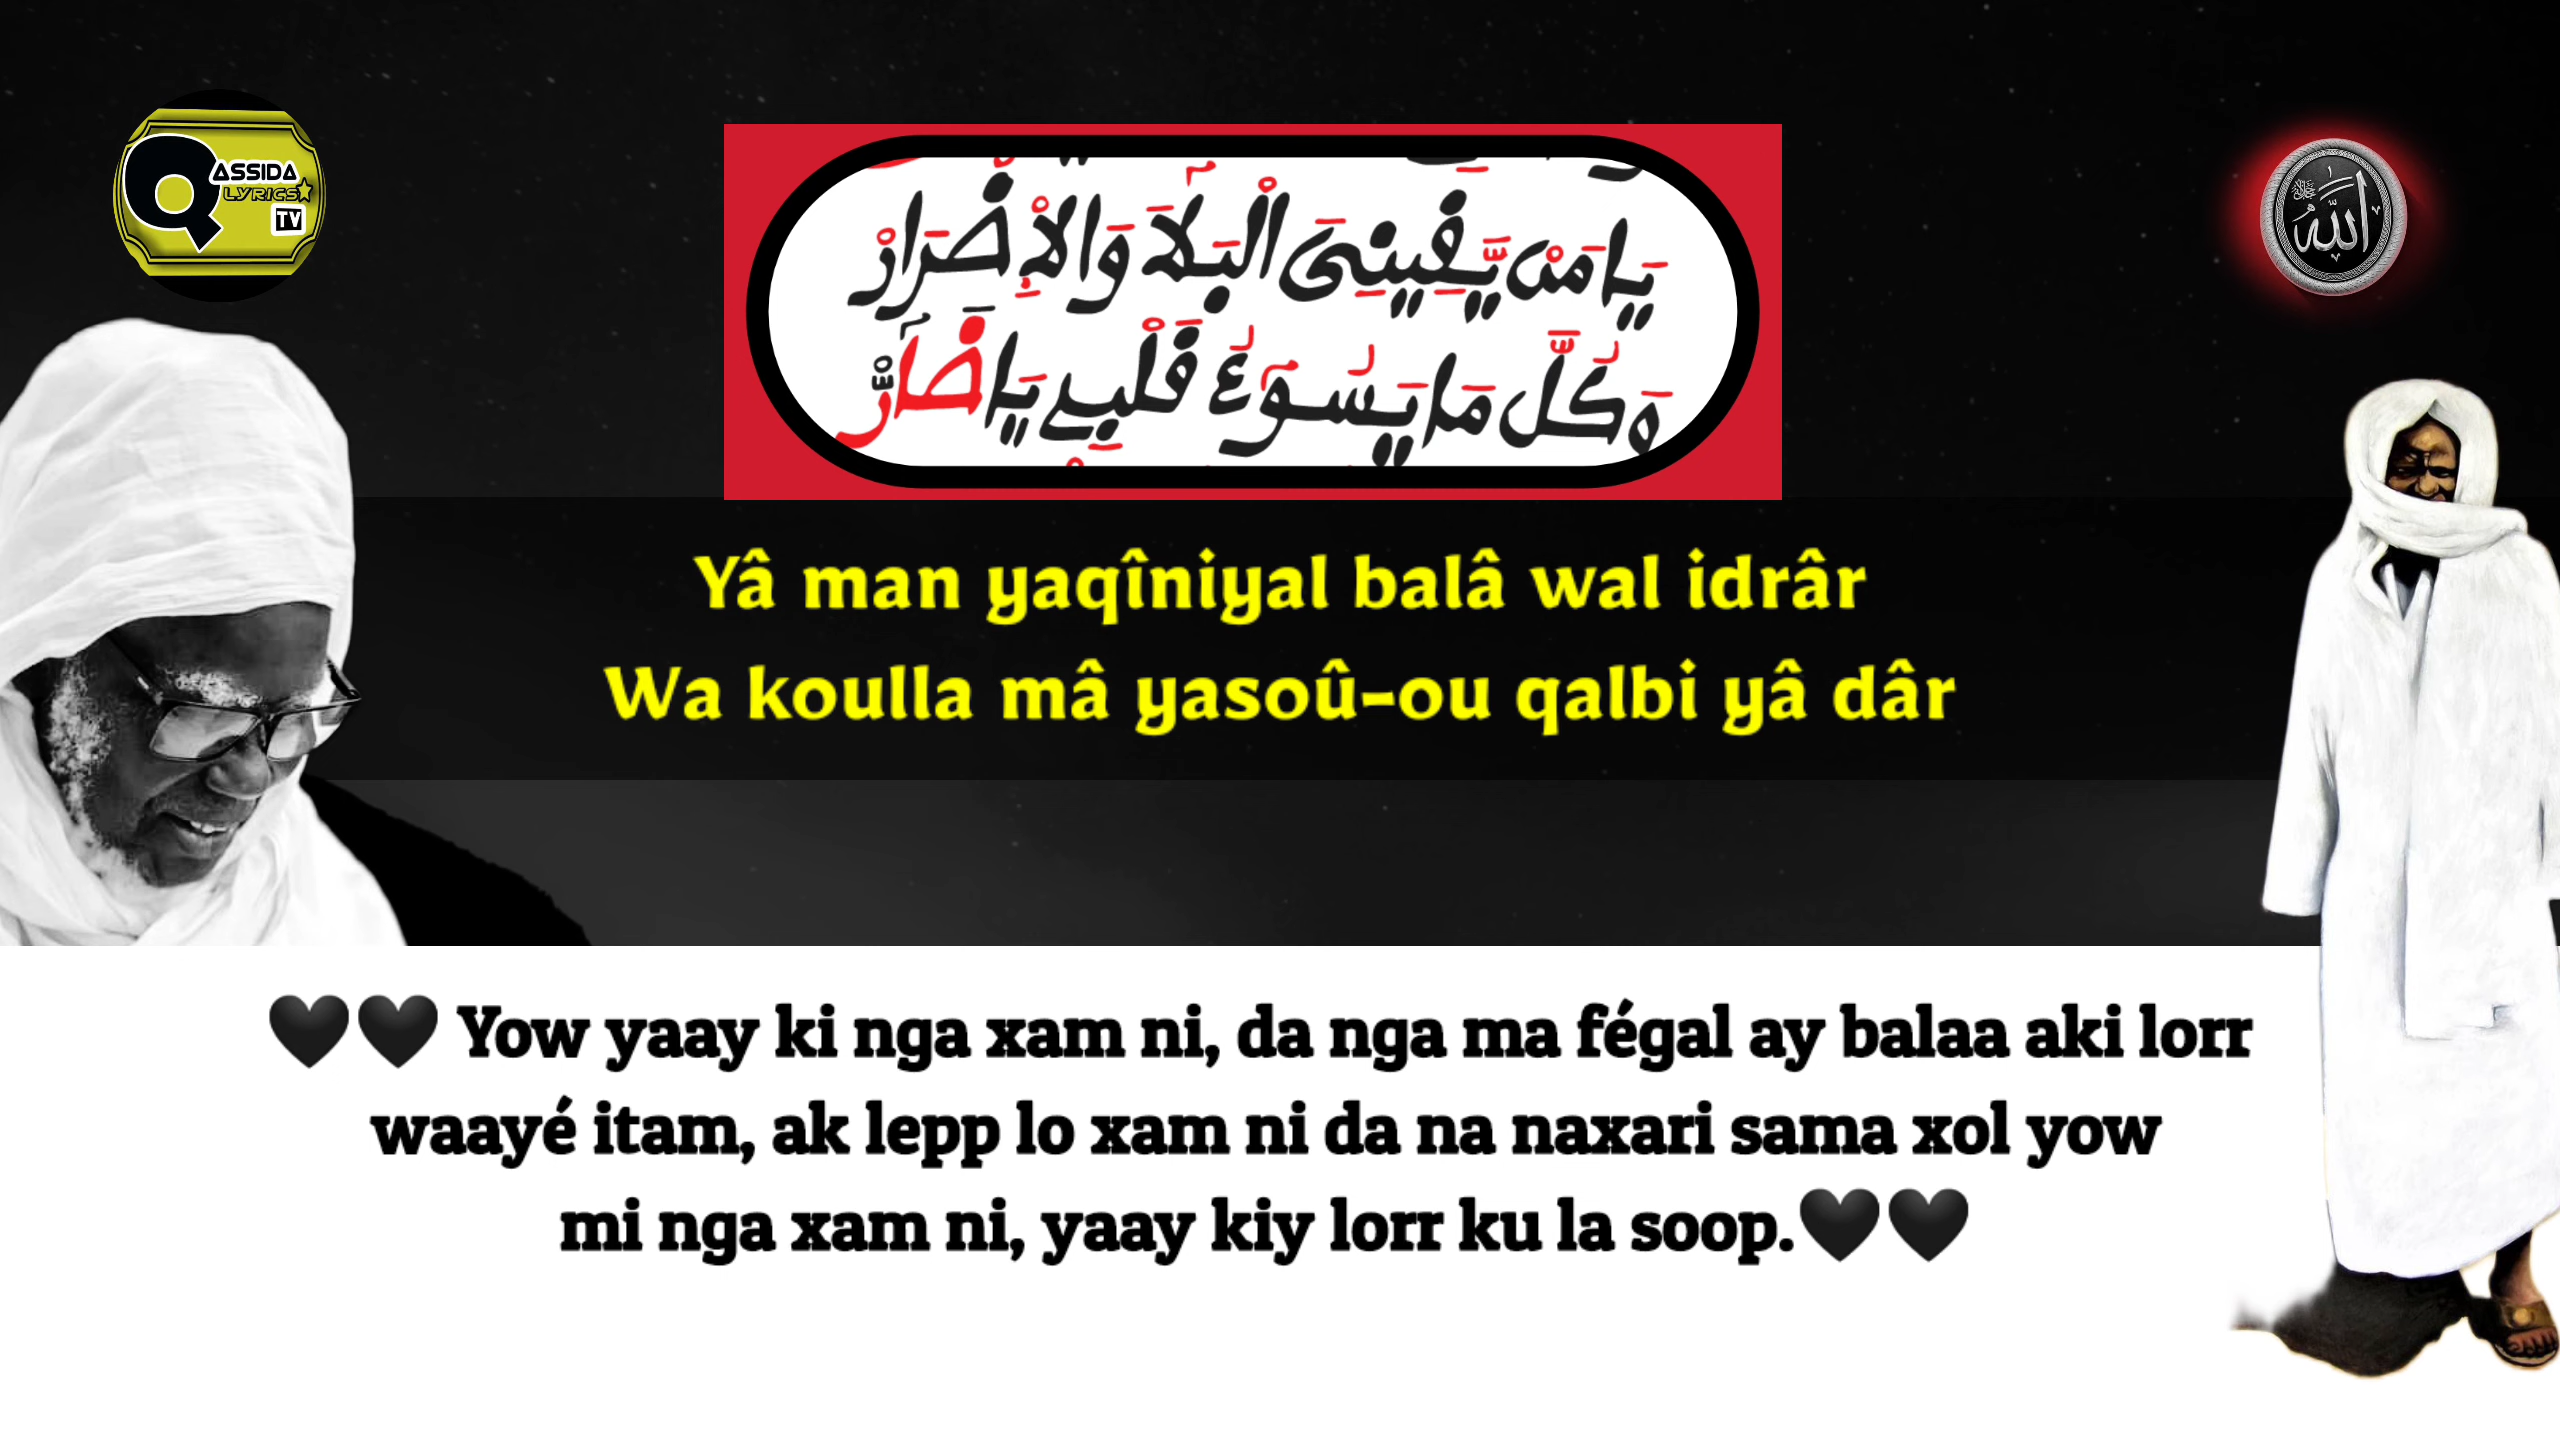 QASSIDA
LYRICS
TV
الله
يَا مَنْ يَّقِينِيَ الْبَلَآ وَالْإِضْرَارْ
وَكُلَّ مَا يَسُوٓءُ قَلْبِي يَا ضَآرّْ
Yâ man yaqîniyal balâ wal idrâr
Wa koulla mâ yasoû-ou qalbi yâ dâr
🖤🖤 Yow yaay ki nga xam ni, da nga ma fégal ay balaa aki lorr
waayé itam, ak lepp lo xam ni da na naxari sama xol yow
mi nga xam ni, yaay kiy lorr ku la soop.🖤🖤